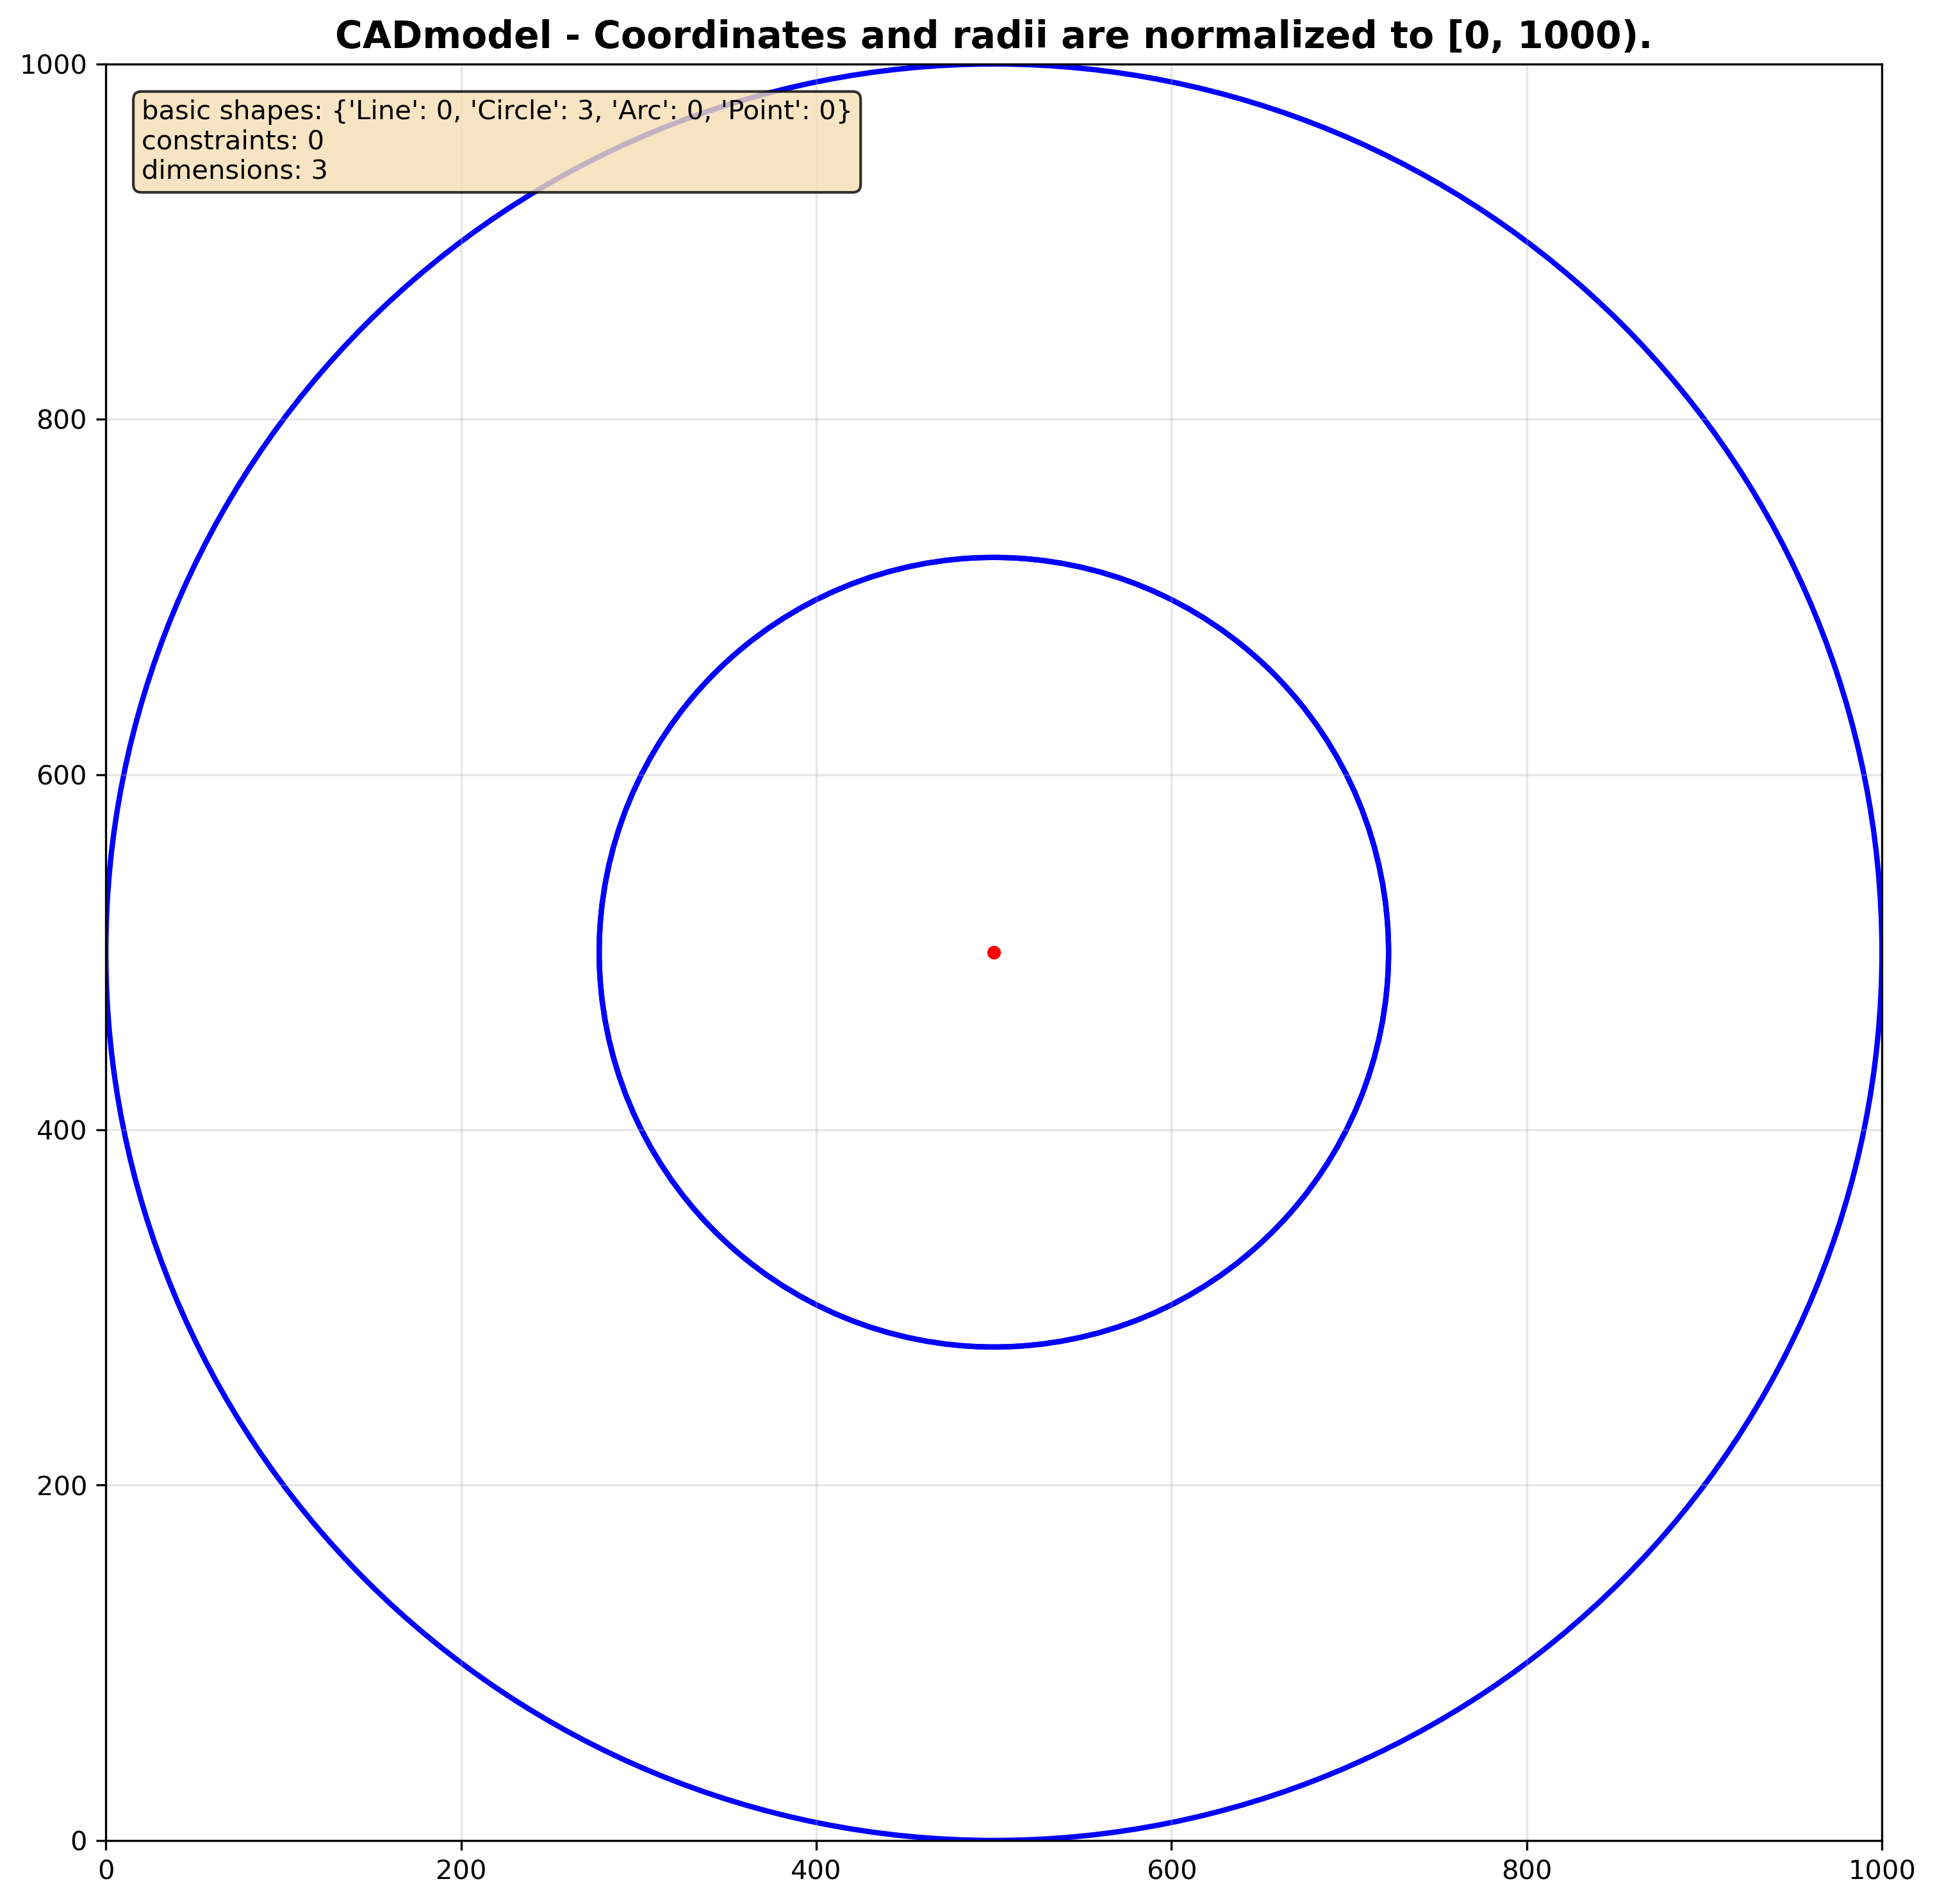 CADmodel - Coordinates and radii are normalized to [0, 1000).
basic shapes: {'Line': 0, 'Circle': 3, 'Arc': 0, 'Point': 0}
constraints: 0
dimensions: 3
1000
800
600
400
200
0
0 200 400 600 800 1000